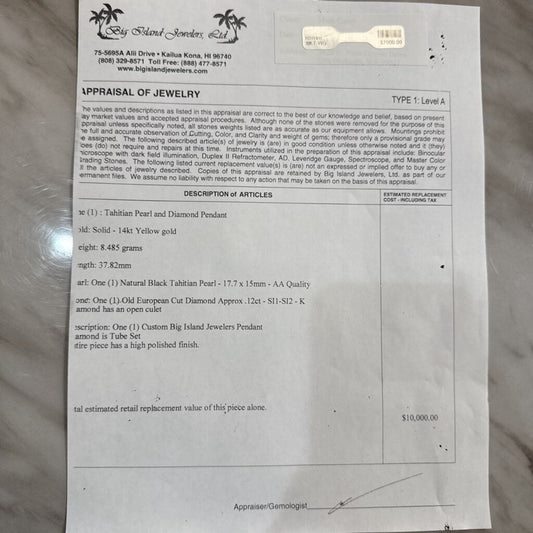 Big Island Jewelers, Ltd.
75-5695A Alii Drive • Kailua Kona, HI 96740
(808) 329-8571 Toll Free: (888) 477-8571
www.bigislandjewelers.com
$7000.00
APPRAISAL OF JEWELRY
TYPE 1: Level A
The values and descriptions as listed in this appraisal are correct to the best of our knowledge and belief, based on present
day market values and accepted appraisal procedures. Although none of the stones were removed for the purpose of this
appraisal unless specifically noted, all stones weights listed are as accurate as our equipment allows. Mountings prohibit
he full and accurate observation of Cutting, Color, and Clarity and weight of gems; therefore only a provisional grade may
e assigned. The following described article(s) of jewelry is (are) in good condition unless otherwise noted and it (they)
oes (do) not require and repairs at this time. Instruments utilized in the preparation of this appraisal include: Binocular
icroscope with dark field illumination, Duplex II Refractometer, AD. Leveridge Gauge, Spectroscope, and Master Color
rading Stones. The following listed current replacement value(s) is (are) not an expressed or implied offer to buy any or
ll the articles of jewelry described. Copies of this appraisal are retained by Big Island Jewelers, Ltd. as part of our
ermanent files. We assume no liability with respect to any action that may be taken on the basis of this appraisal.
DESCRIPTION of ARTICLES
ESTIMATED REPLACEMENT
COST - INCLUDING TAX
ne (1) : Tahitian Pearl and Diamond Pendant
old: Solid - 14kt Yellow gold
eight: 8.485 grams
ngth: 37.82mm
arl: One (1) Natural Black Tahitian Pearl - 17.7 x 15mm - AA Quality
one: One (1) Old European Cut Diamond Approx .12ct - SI1-SI2 - K
amond has an open culet
escription: One (1) Custom Big Island Jewelers Pendant
amond is Tube Set
tire piece has a high polished finish.
tal estimated retail replacement value of this piece alone.
$10,000.00
Appraiser/Gemologist